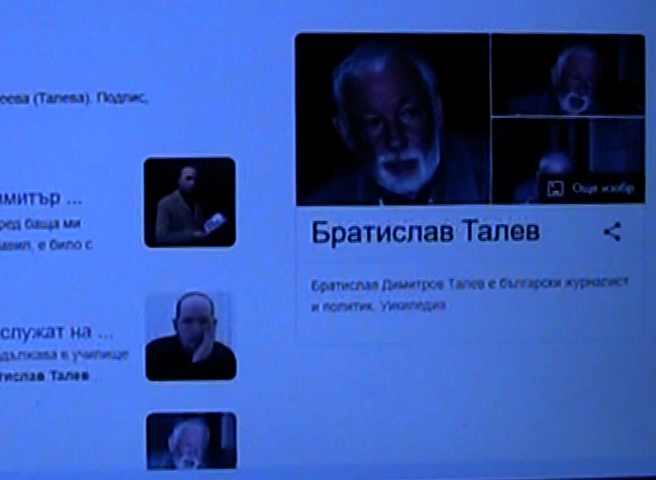 еева (Талева). Подпис,
митър ...
ред баща ми
авил, е било с
служат на ...
дължава в училище
тислав Талев
Още изобр.
Братислав Талев
Братислав Димитров Талев е български журналист
и политик. Уикипедия